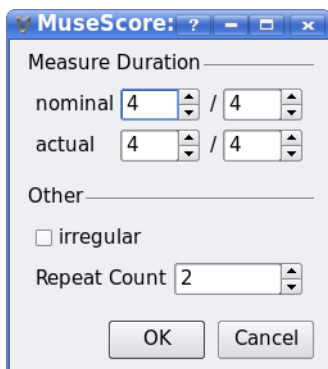 MuseScore: ?
Measure Duration
nominal 4 / 4
actual 4 / 4
Other
irregular
Repeat Count 2
OK Cancel